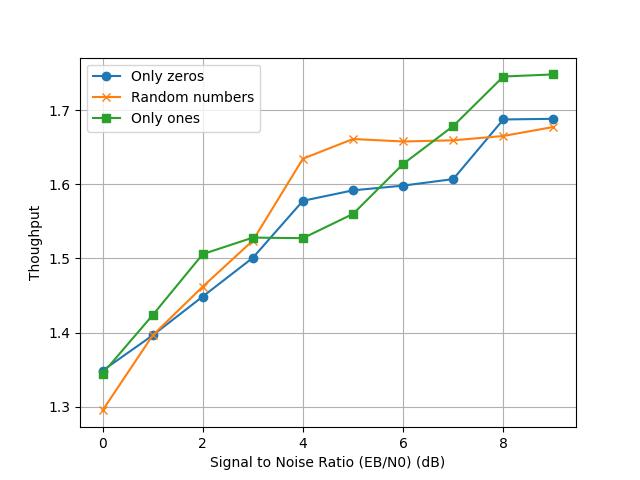 Only zeros
Random numbers
Only ones
1.7
1.6
1.5
1.4
1.3
Thoughput
0 2 4 6 8
Signal to Noise Ratio (EB/N0) (dB)